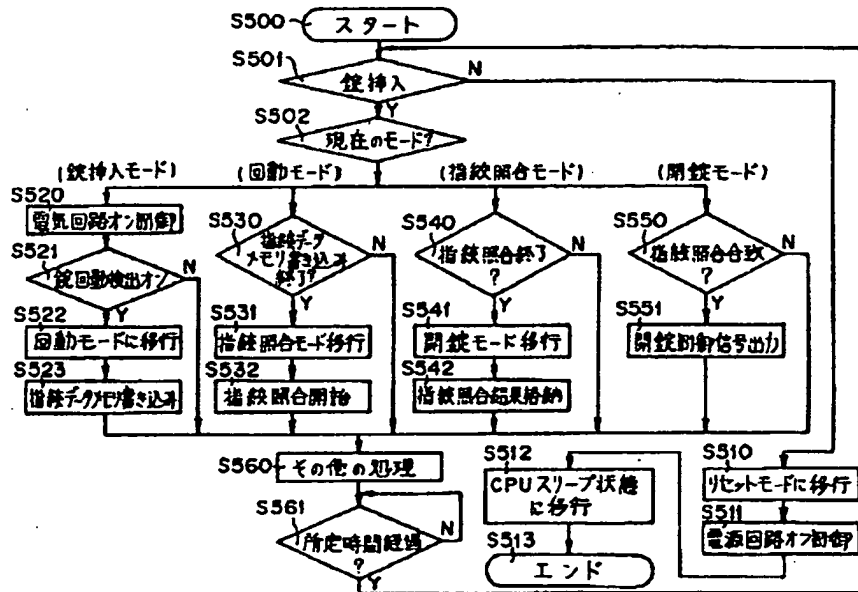 S500
スタート
S501
錠挿入
N
Y
S502
現在のモード?
(錠挿入モード)
(回動モード)
(指紋照合モード)
(開錠モード)
S520
電気回路オン制御
S530
指紋データ
メモリ書き込み
終了?
N
Y
S540
指紋照合終了
?
N
Y
S550
指紋照合合致
?
N
Y
S521
錠回動検出オン
N
Y
S522
回動モードに移行
S531
指紋照合モード移行
S541
開錠モード移行
S551
開錠制御信号出力
S523
指紋データメモリ書き込み
S532
指紋照合開始
S542
指紋照合結果格納
S560
その他の処理
S561
所定時間経過
?
N
Y
S512
CPUスリープ状態
に移行
S513
エンド
S510
リセットモードに移行
S511
電源回路オフ制御